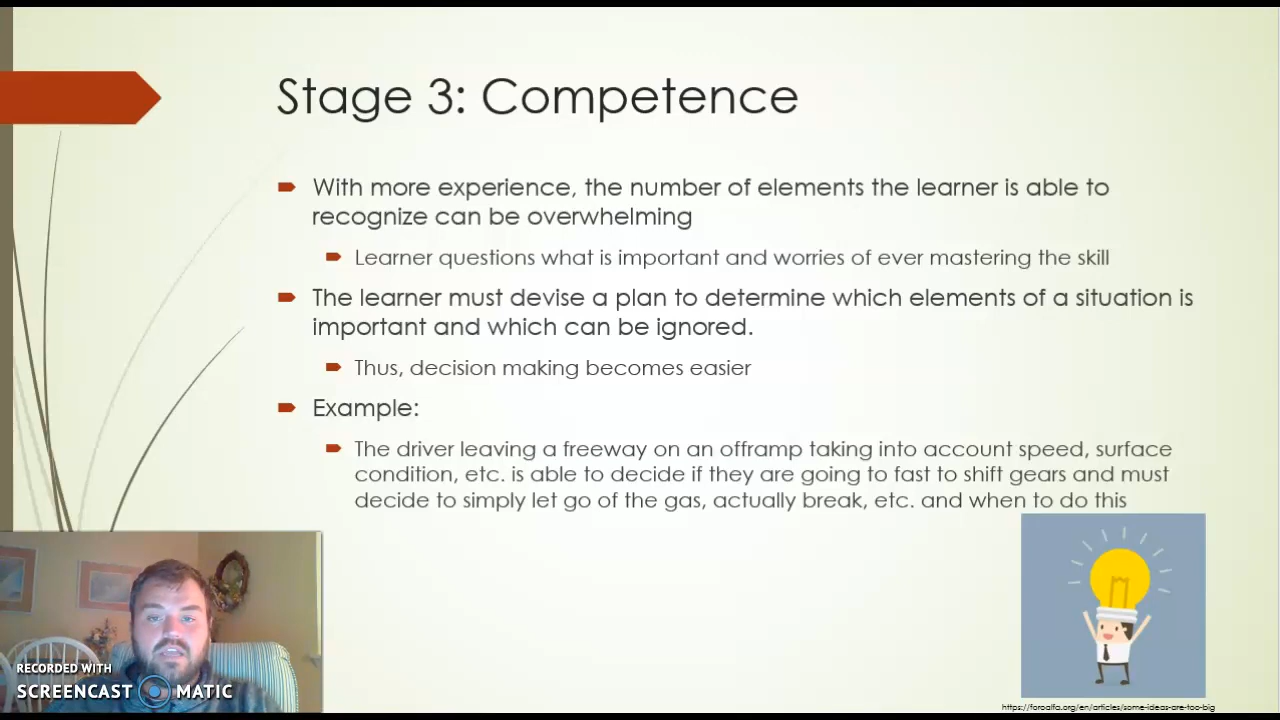 Stage 3: Competence
With more experience, the number of elements the learner is able to
recognize can be overwhelming
Learner questions what is important and worries of ever mastering the skill
The learner must devise a plan to determine which elements of a situation is
important and which can be ignored.
Thus, decision making becomes easier
Example:
The driver leaving a freeway on an offramp taking into account speed, surface
condition, etc. is able to decide if they are going to fast to shift gears and must
decide to simply let go of the gas, actually break, etc. and when to do this
RECORDED WITH
SCREENCAST MATIC
https://foroalfa.org/en/articles/some-ideas-are-too-big